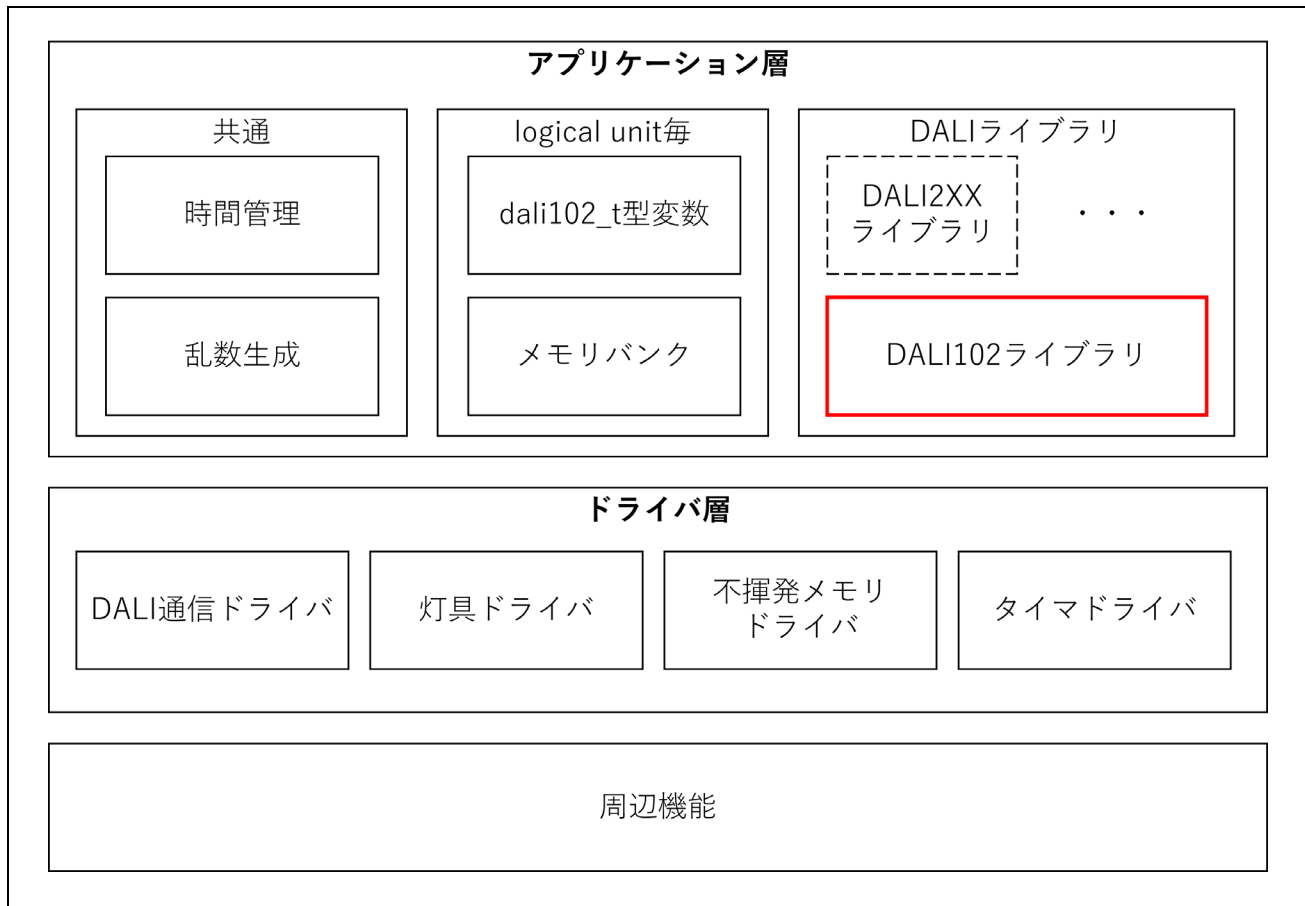 アプリケーション層
共通
時間管理
乱数生成
logical unit毎
dali102_t型変数
メモリバンク
DALIライブラリ
DALI2XX
ライブラリ
・・・
DALI102ライブラリ
ドライバ層
DALI通信ドライバ
灯具ドライバ
不揮発メモリ
ドライバ
タイマドライバ
周辺機能